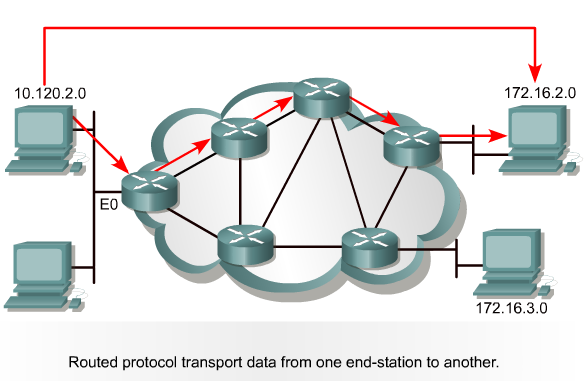 10.120.2.0
172.16.2.0
E0
172.16.3.0
Routed protocol transport data from one end-station to another.